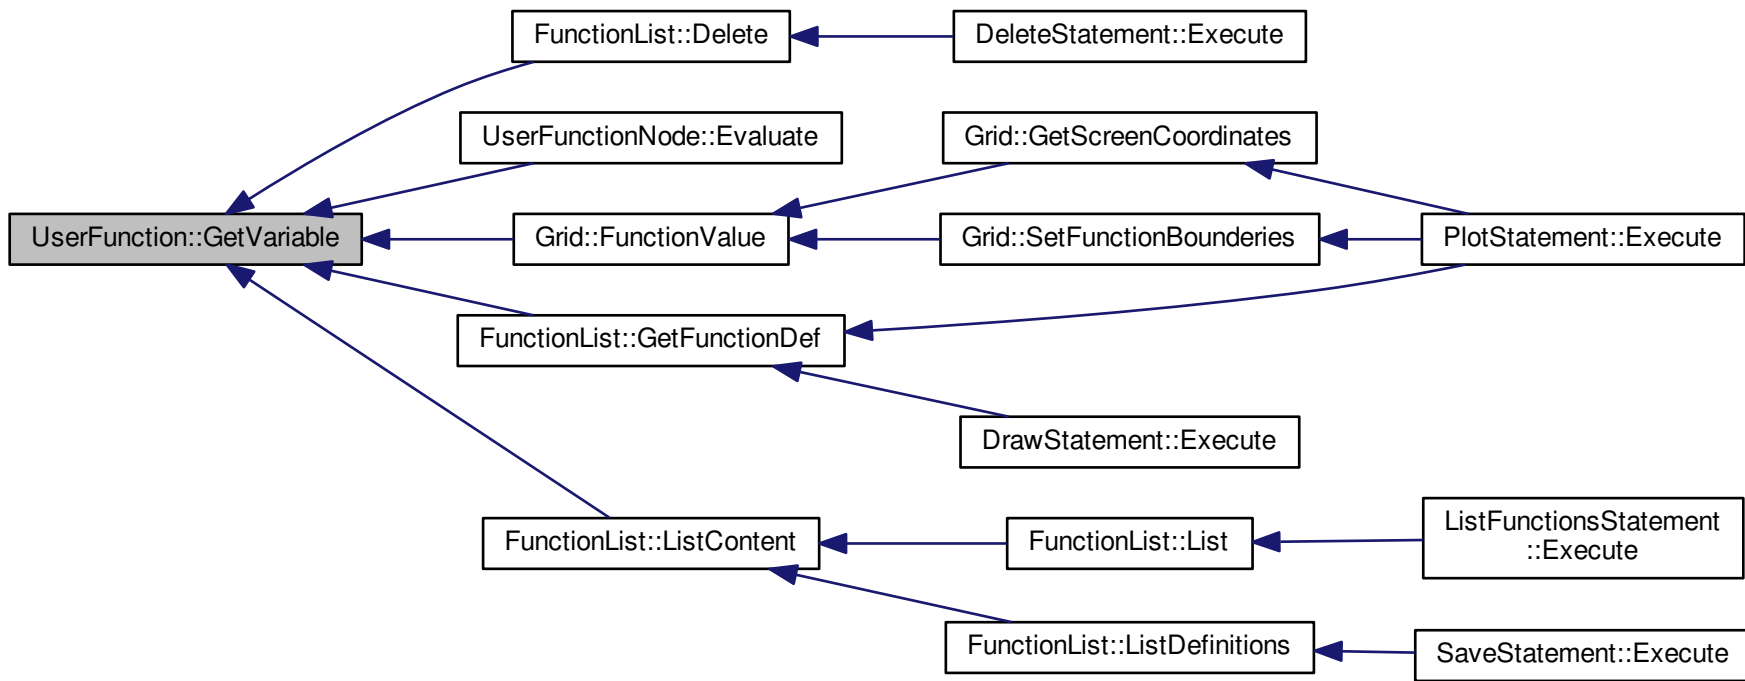 FunctionList::Delete
DeleteStatement::Execute
UserFunctionNode::Evaluate
Grid::GetScreenCoordinates
UserFunction::GetVariable
Grid::FunctionValue
Grid::SetFunctionBounderies
PlotStatement::Execute
FunctionList::GetFunctionDef
DrawStatement::Execute
FunctionList::ListContent
FunctionList::List
ListFunctionsStatement
::Execute
FunctionList::ListDefinitions
SaveStatement::Execute